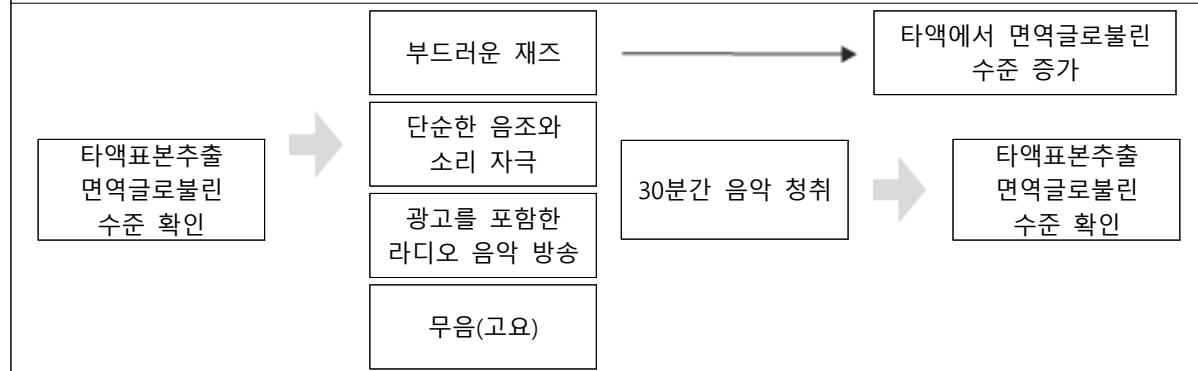 타액표본추출
면역글로불린
수준 확인
부드러운 재즈
단순한 음조와
소리 자극
광고를 포함한
라디오 음악 방송
무음(고요)
30분간 음악 청취
타액에서 면역글로불린
수준 증가
타액표본추출
면역글로불린
수준 확인